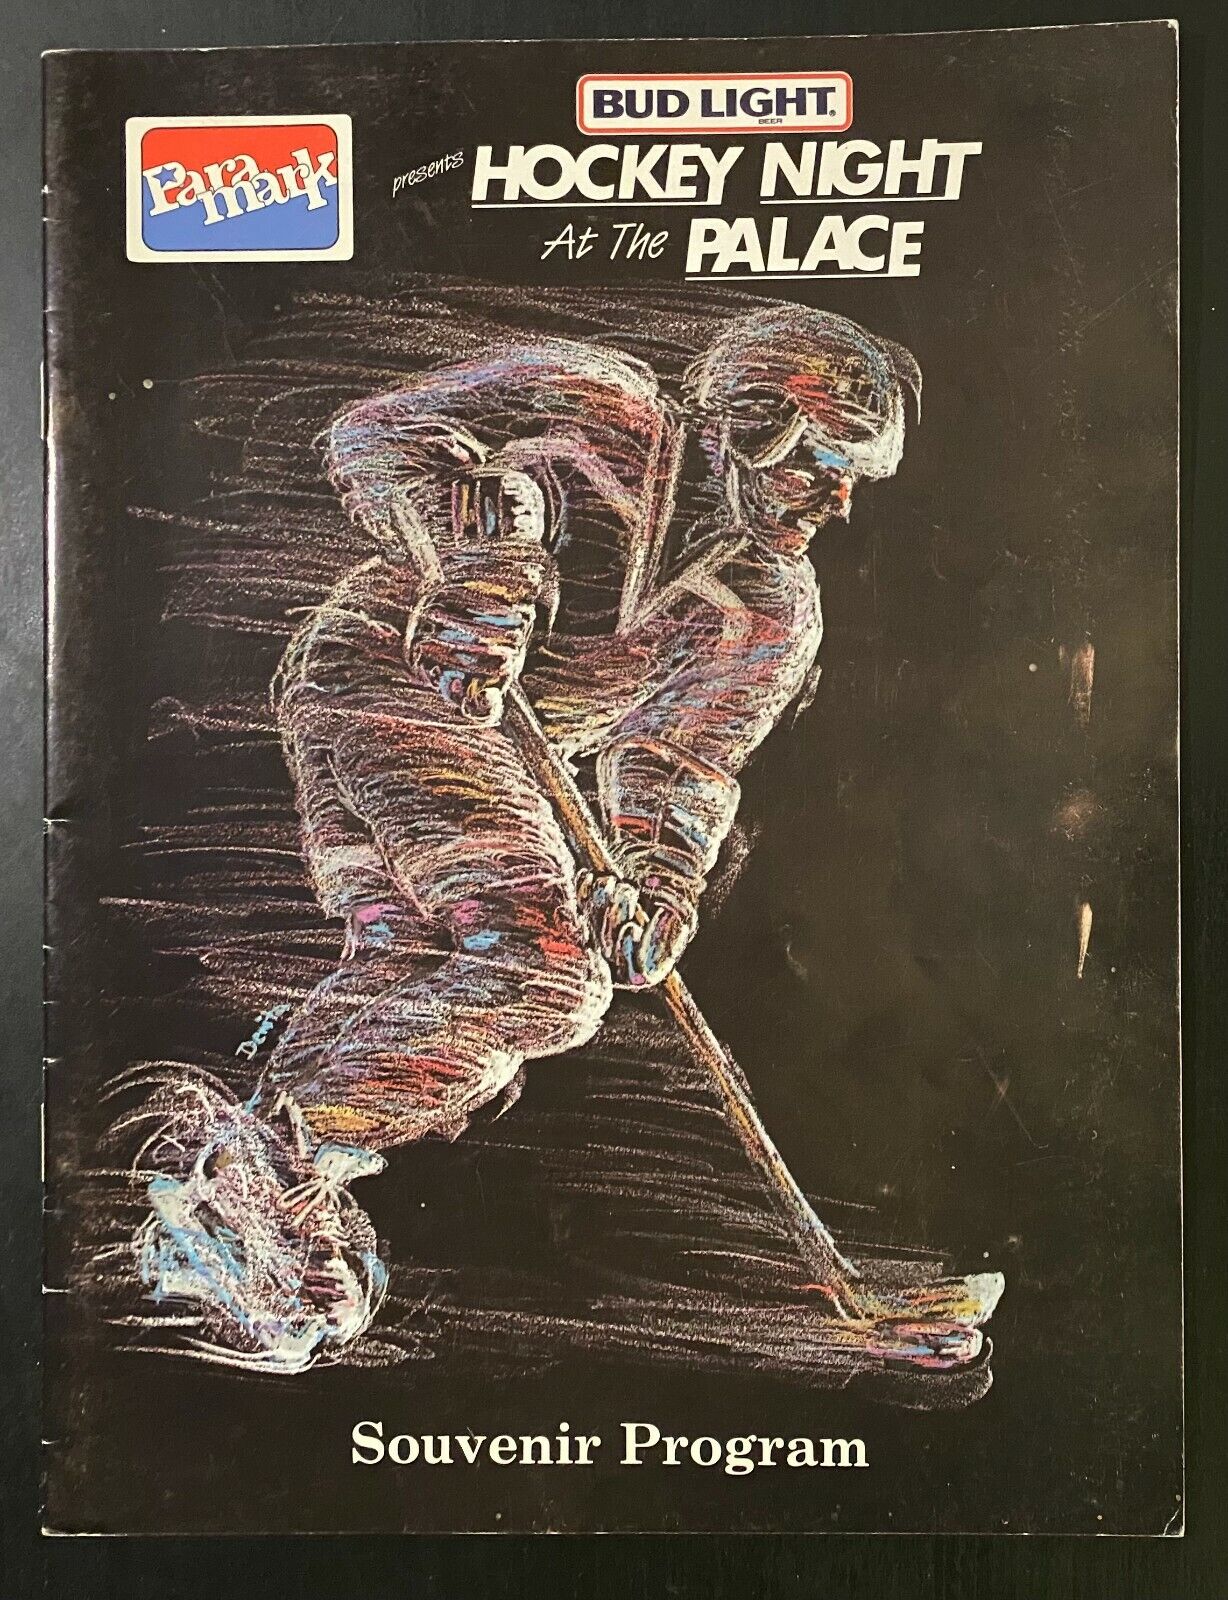 Para
mark
BUD LIGHT®
BEER
presents HOCKEY NIGHT
At The PALACE
Souvenir Program